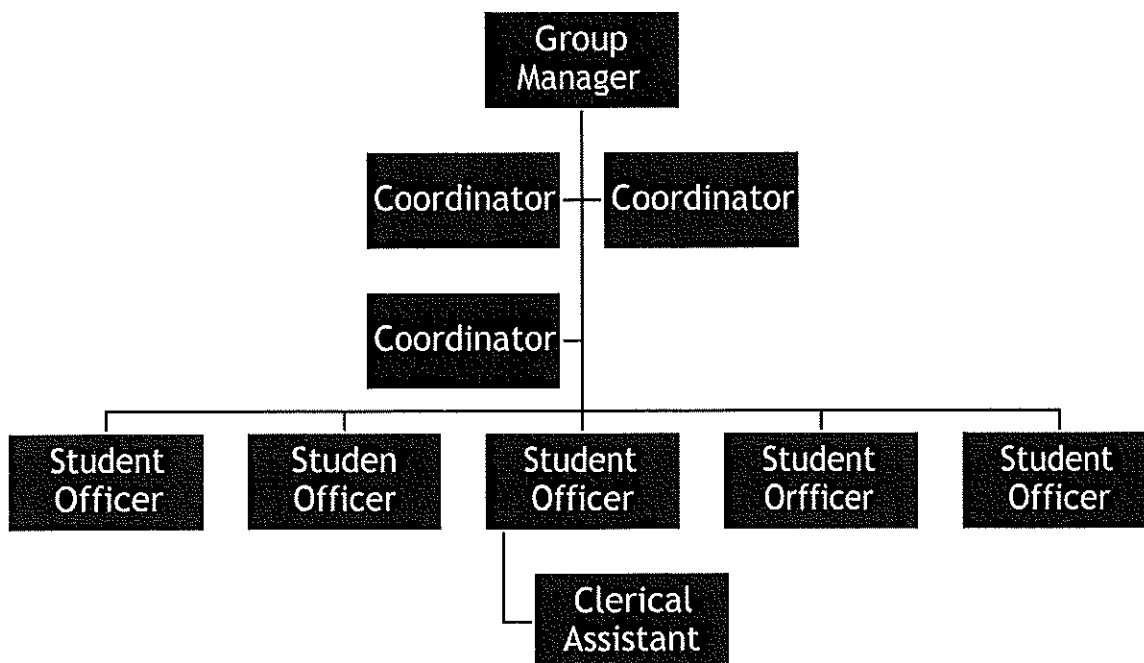 Group
Manager
Coordinator
Coordinator
Coordinator
Student
Officer
Studen
Officer
Student
Officer
Student
Orfficer
Student
Officer
Clerical
Assistant